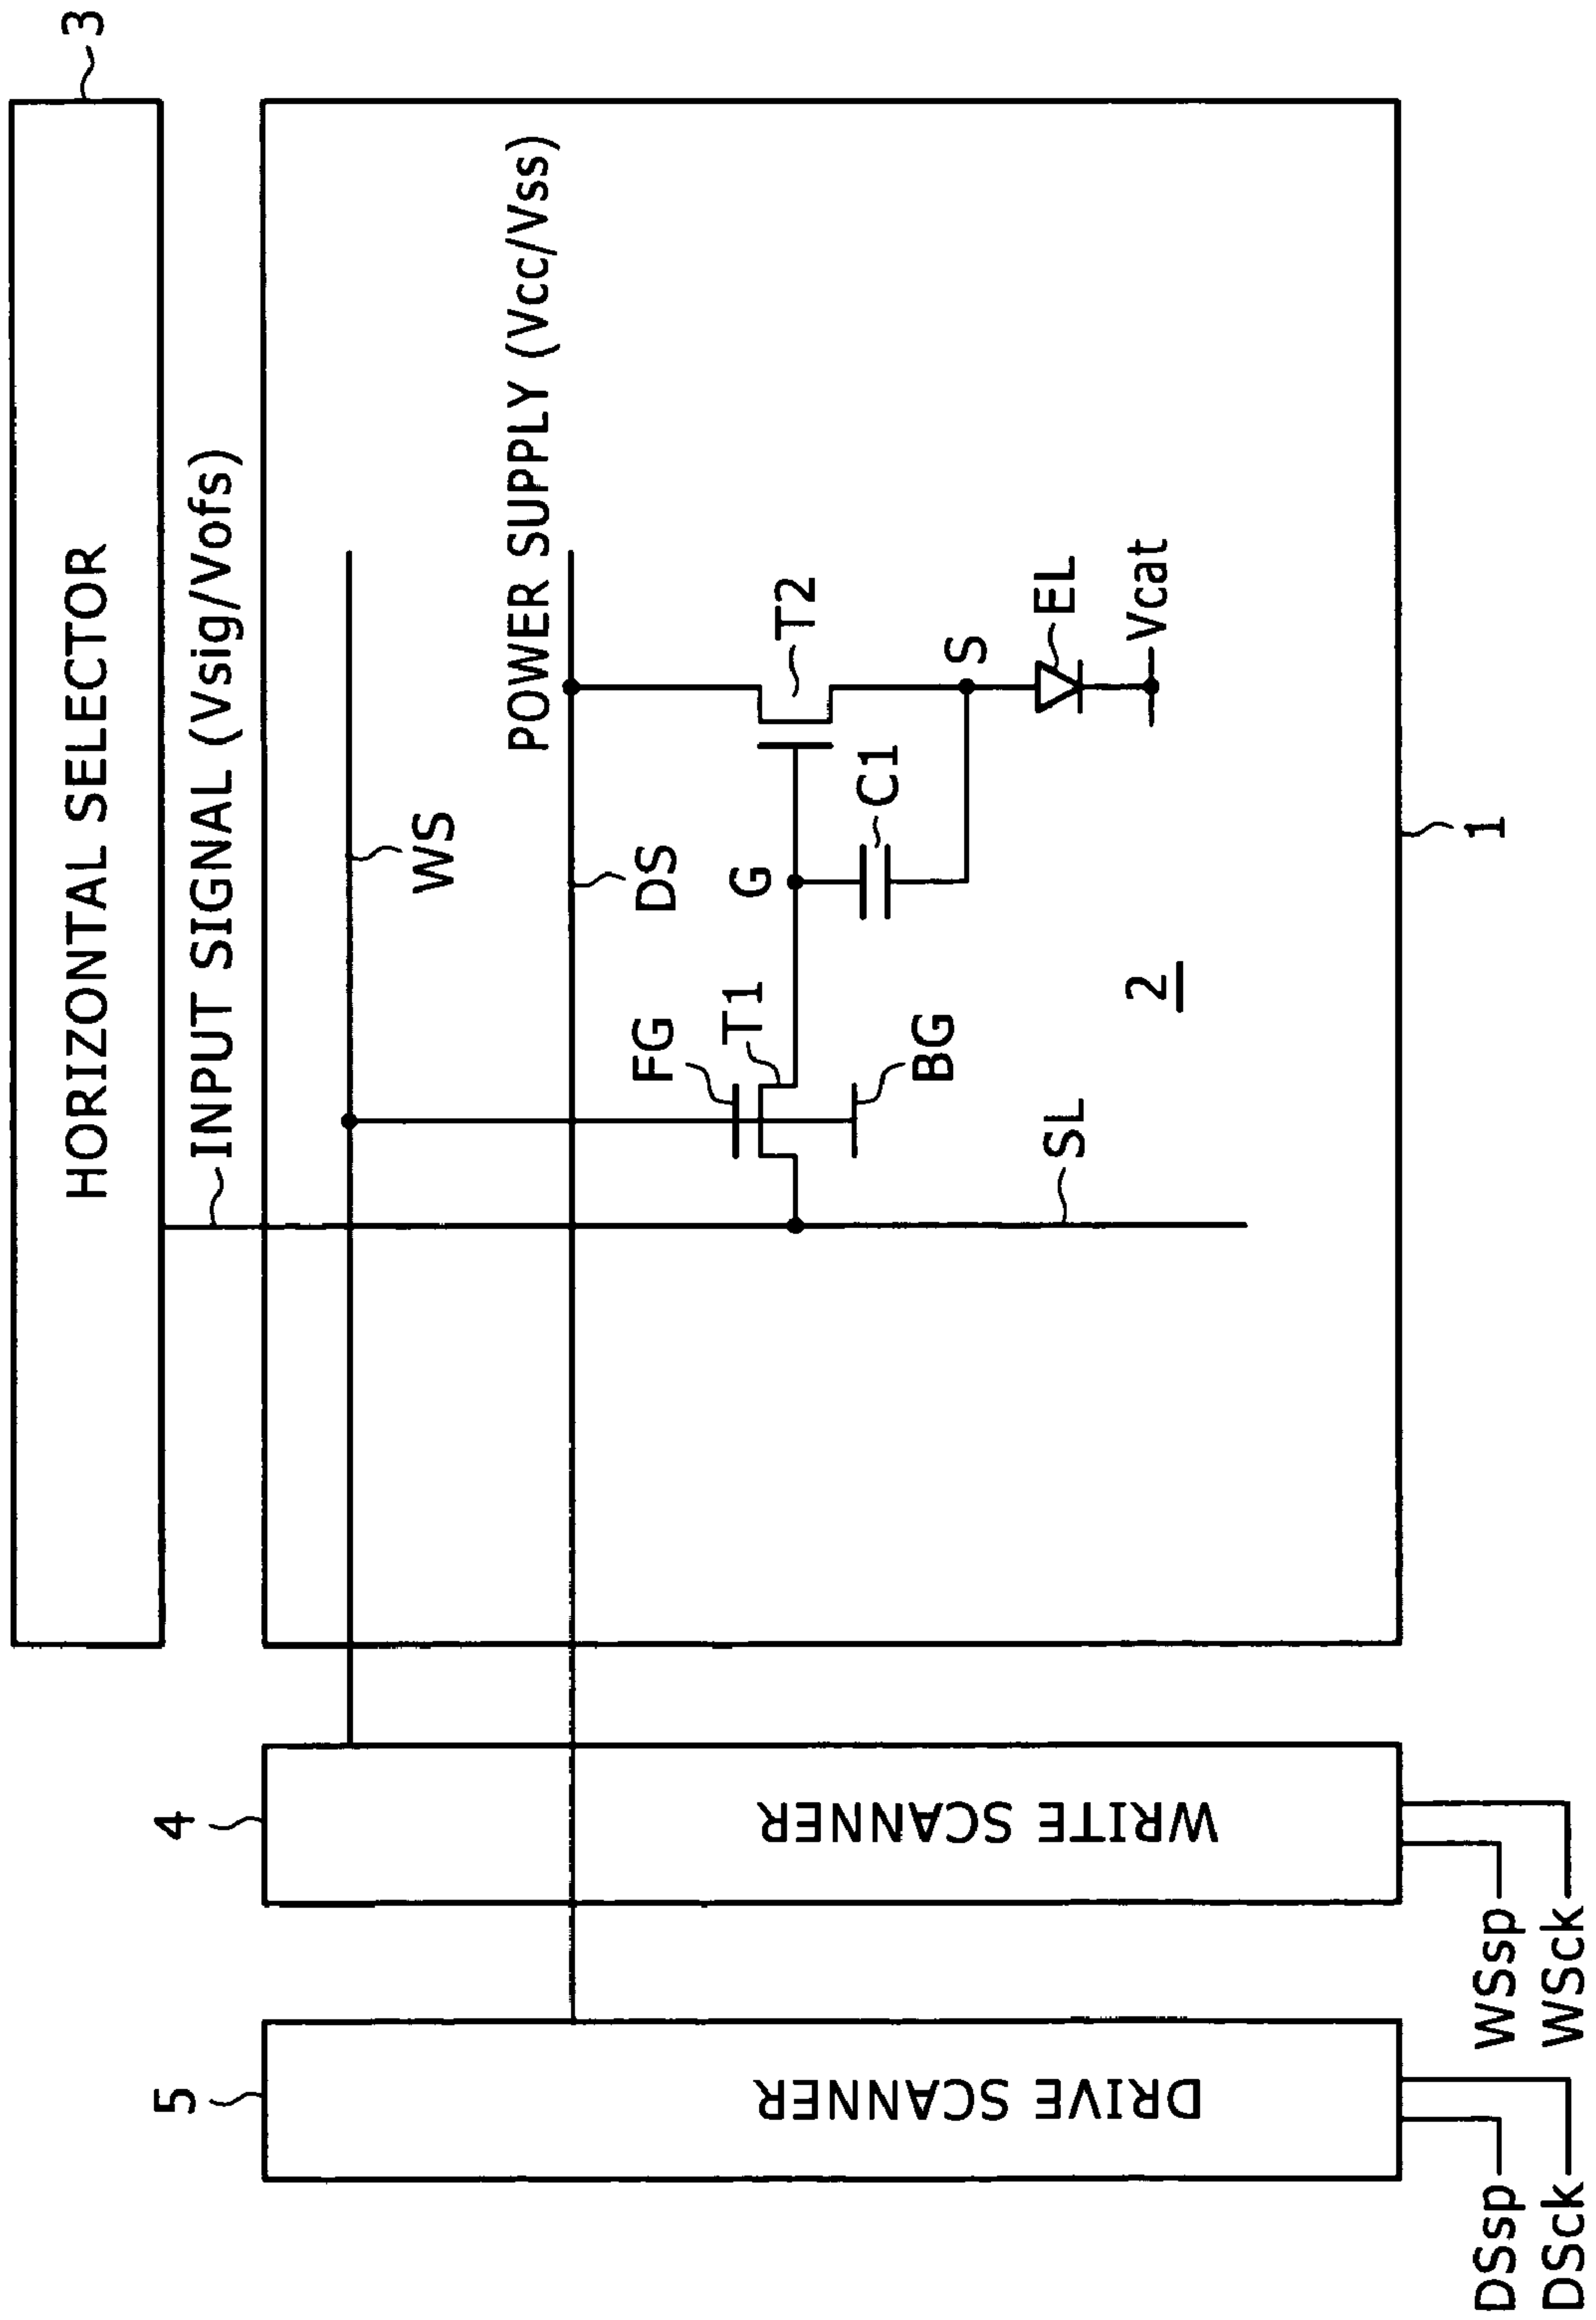 3
HORIZONTAL SELECTOR
INPUT SIGNAL (Vsig/Vofs)
5
4
WS
POWER SUPPLY (Vcc/Vss)
DS
FG
T1
G
T2
C1
S
BG
EL
SL
2
Vcat
DRIVE SCANNER
WRITE SCANNER
1
DSsp
WSsp
DSck
WSck